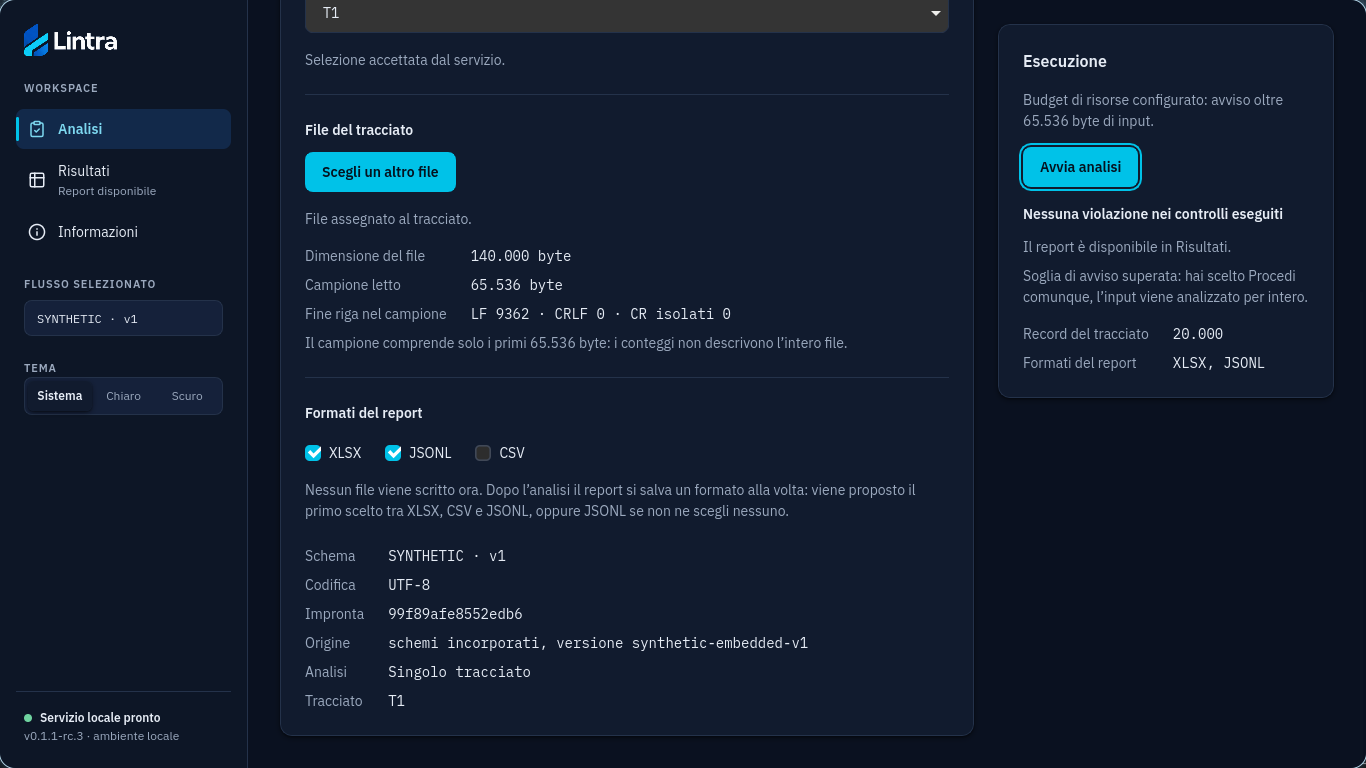 Lintra
WORKSPACE
Analisi
Risultati
Report disponibile
Informazioni
FLUSSO SELEZIONATO
SYNTHETIC · v1
TEMA
Sistema Chiaro Scuro
Servizio locale pronto
v0.1.1-rc.3 · ambiente locale
T1
Selezione accettata dal servizio.
File del tracciato
Scegli un altro file
File assegnato al tracciato.
Dimensione del file 140.000 byte
Campione letto 65.536 byte
Fine riga nel campione LF 9362 · CRLF 0 · CR isolati 0
Il campione comprende solo i primi 65.536 byte: i conteggi non descrivono l’intero file.
Formati del report
XLSX JSONL CSV
Nessun file viene scritto ora. Dopo l’analisi il report si salva un formato alla volta: viene proposto il
primo scelto tra XLSX, CSV e JSONL, oppure JSONL se non ne scegli nessuno.
Schema SYNTHETIC · v1
Codifica UTF-8
Impronta 99f89afe8552edb6
Origine schemi incorporati, versione synthetic-embedded-v1
Analisi Singolo tracciato
Tracciato T1
Esecuzione
Budget di risorse configurato: avviso oltre
65.536 byte di input.
Avvia analisi
Nessuna violazione nei controlli eseguiti
Il report è disponibile in Risultati.
Soglia di avviso superata: hai scelto Procedi
comunque, l’input viene analizzato per intero.
Record del tracciato 20.000
Formati del report XLSX, JSONL